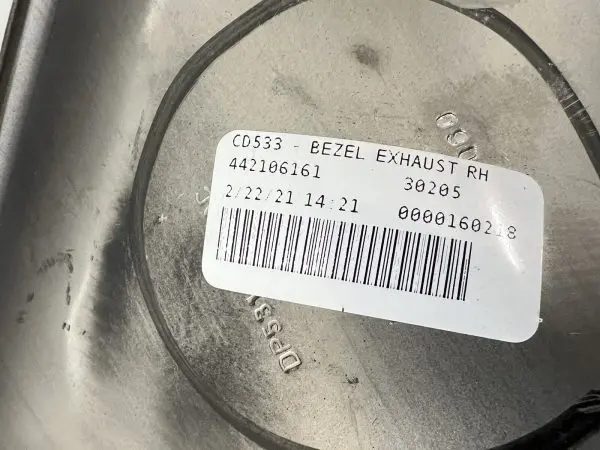 CD533 - BEZEL EXHAUST RH
442106161 30205
2/22/21 14:21 0000160218